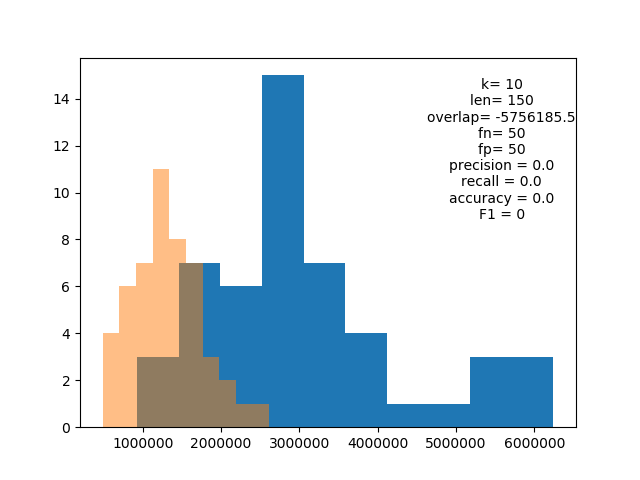 14
12
10
8
6
4
2
0
k= 10
len= 150
overlap= -5756185.5
fn= 50
fp= 50
precision = 0.0
recall = 0.0
accuracy = 0.0
F1 = 0
1000000 2000000 3000000 4000000 5000000 6000000